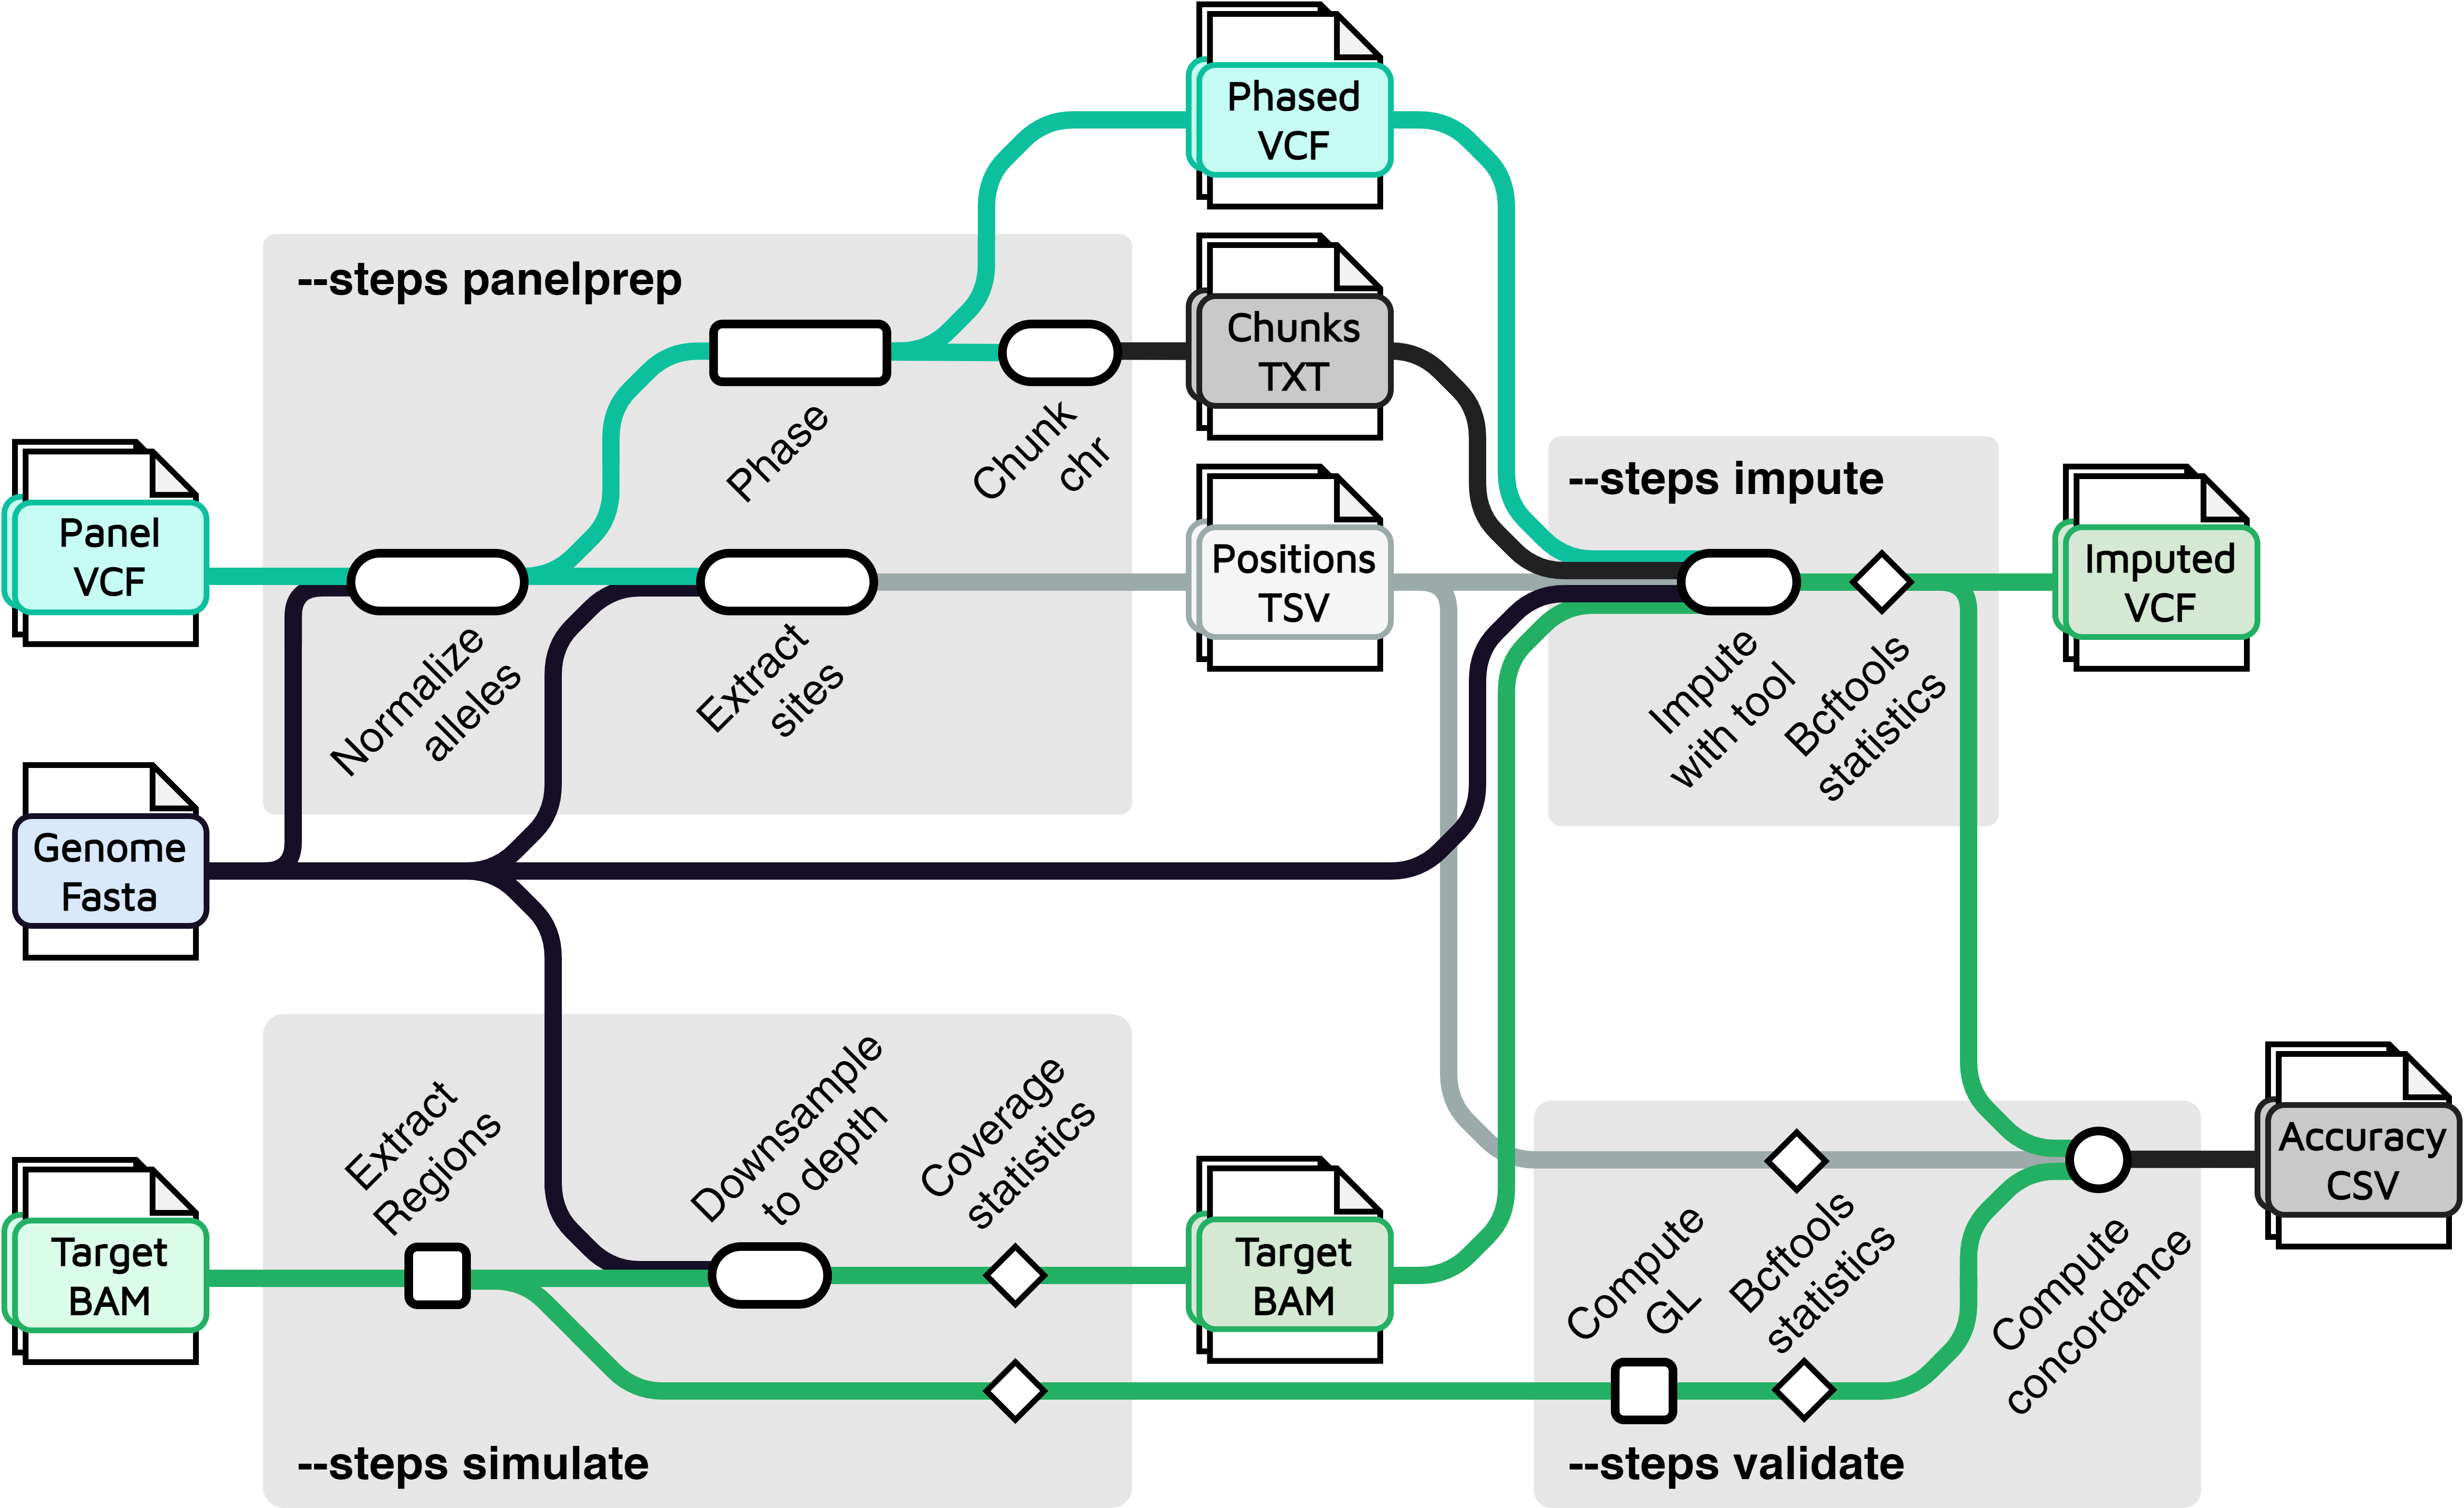 Phased
VCF
--steps panelprep
Chunks
TXT
Phase
Chunk
chr
Panel
VCF
Positions
TSV
--steps impute
Imputed
VCF
Normalize
alleles
Extract
sites
Impute
with tool
Bcftools
statistics
Genome
Fasta
Extract
Regions
Downsample
to depth
Coverage
statistics
Target
BAM
Target
BAM
--steps simulate
Compute
GL
Bcftools
statistics
Compute
concordance
Accuracy
CSV
--steps validate